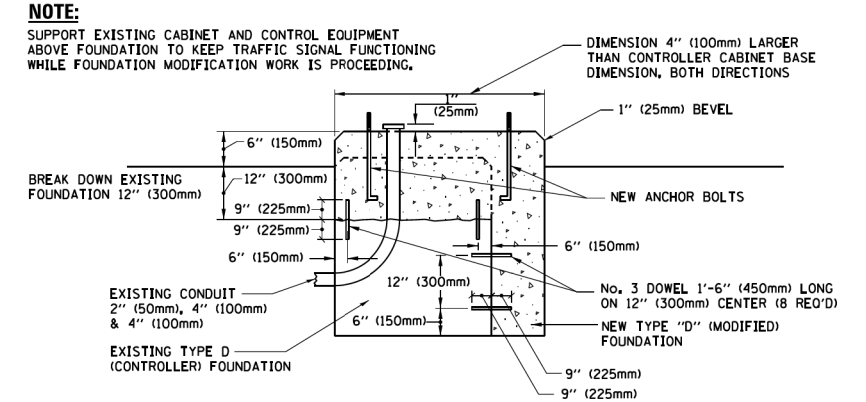 NOTE:
SUPPORT EXISTING CABINET AND CONTROL EQUIPMENT
ABOVE FOUNDATION TO KEEP TRAFFIC SIGNAL FUNCTIONING
WHILE FOUNDATION MODIFICATION WORK IS PROCEEDING.
DIMENSION 4" (100mm) LARGER
THAN CONTROLLER CABINET BASE
DIMENSION, BOTH DIRECTIONS
1"
(25mm)
1" (25mm) BEVEL
6" (150mm)
BREAK DOWN EXISTING
FOUNDATION 12" (300mm)
12" (300mm)
NEW ANCHOR BOLTS
9" (225mm)
9" (225mm)
6" (150mm)
6" (150mm)
12" (300mm)
No. 3 DOWEL 1'-6" (450mm) LONG
ON 12" (300mm) CENTER (8 REQ'D)
EXISTING CONDUIT
2" (50mm), 4" (100mm)
& 4" (100mm)
6" (150mm)
NEW TYPE "D" (MODIFIED)
FOUNDATION
EXISTING TYPE D
(CONTROLLER) FOUNDATION
9" (225mm)
9" (225mm)